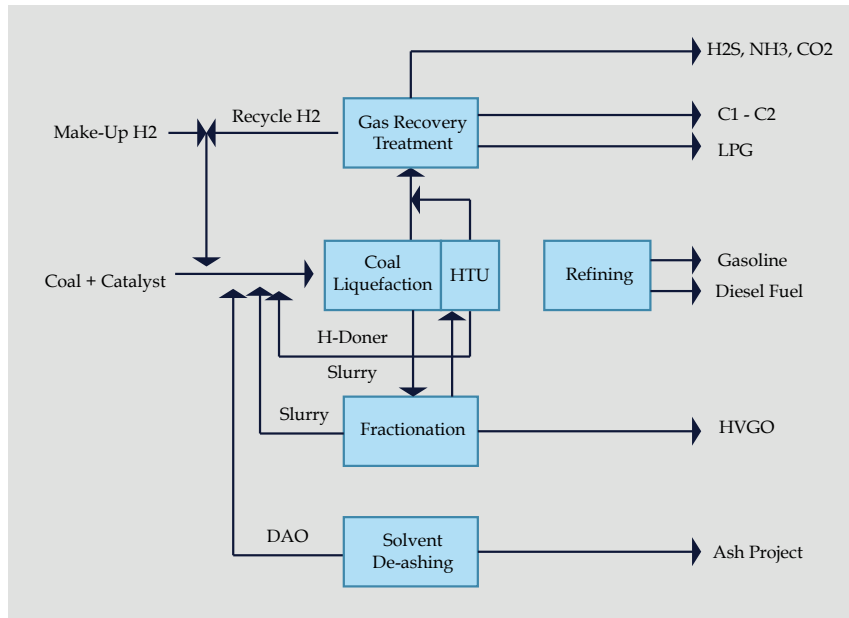 H2S, NH3, CO2
Recycle H2
Make-Up H2
Gas Recovery
Treatment
C1 - C2
LPG
Coal + Catalyst
Coal
Liquefaction
HTU
Refining
Gasoline
Diesel Fuel
H-Doner
Slurry
Slurry
Fractionation
HVGO
DAO
Solvent
De-ashing
Ash Project